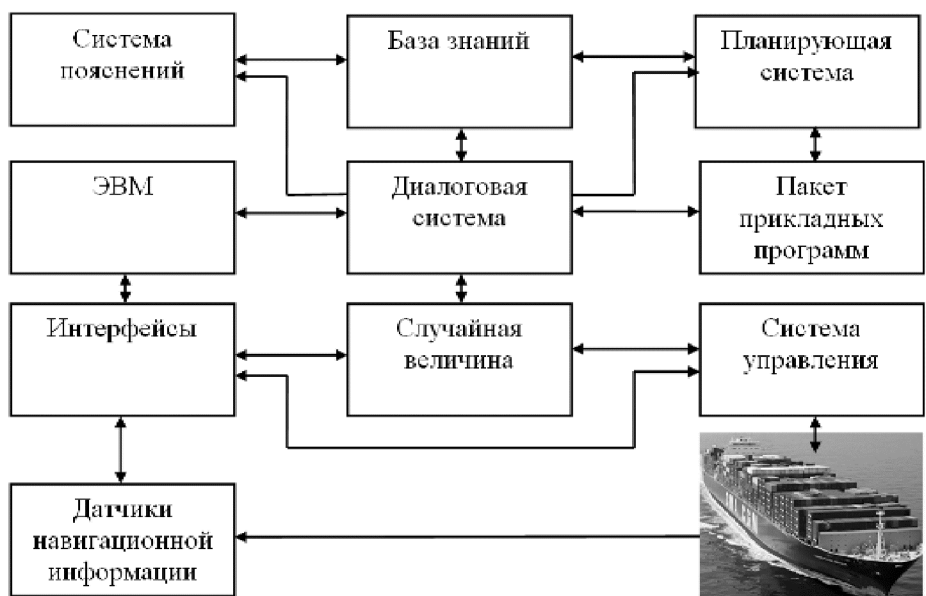 Система
пояснений
База знаний
Планирующая
система
ЭВМ
Диалоговая
система
Пакет
прикладных
программ
Интерфейсы
Случайная
величина
Система
управления
Датчики
навигационной
информации